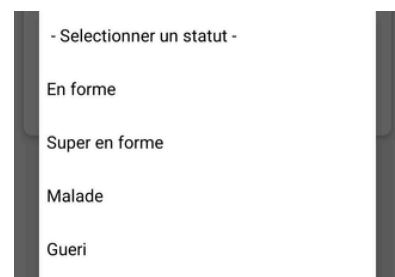 - Selectionner un statut -
En forme
Super en forme
Malade
Gueri